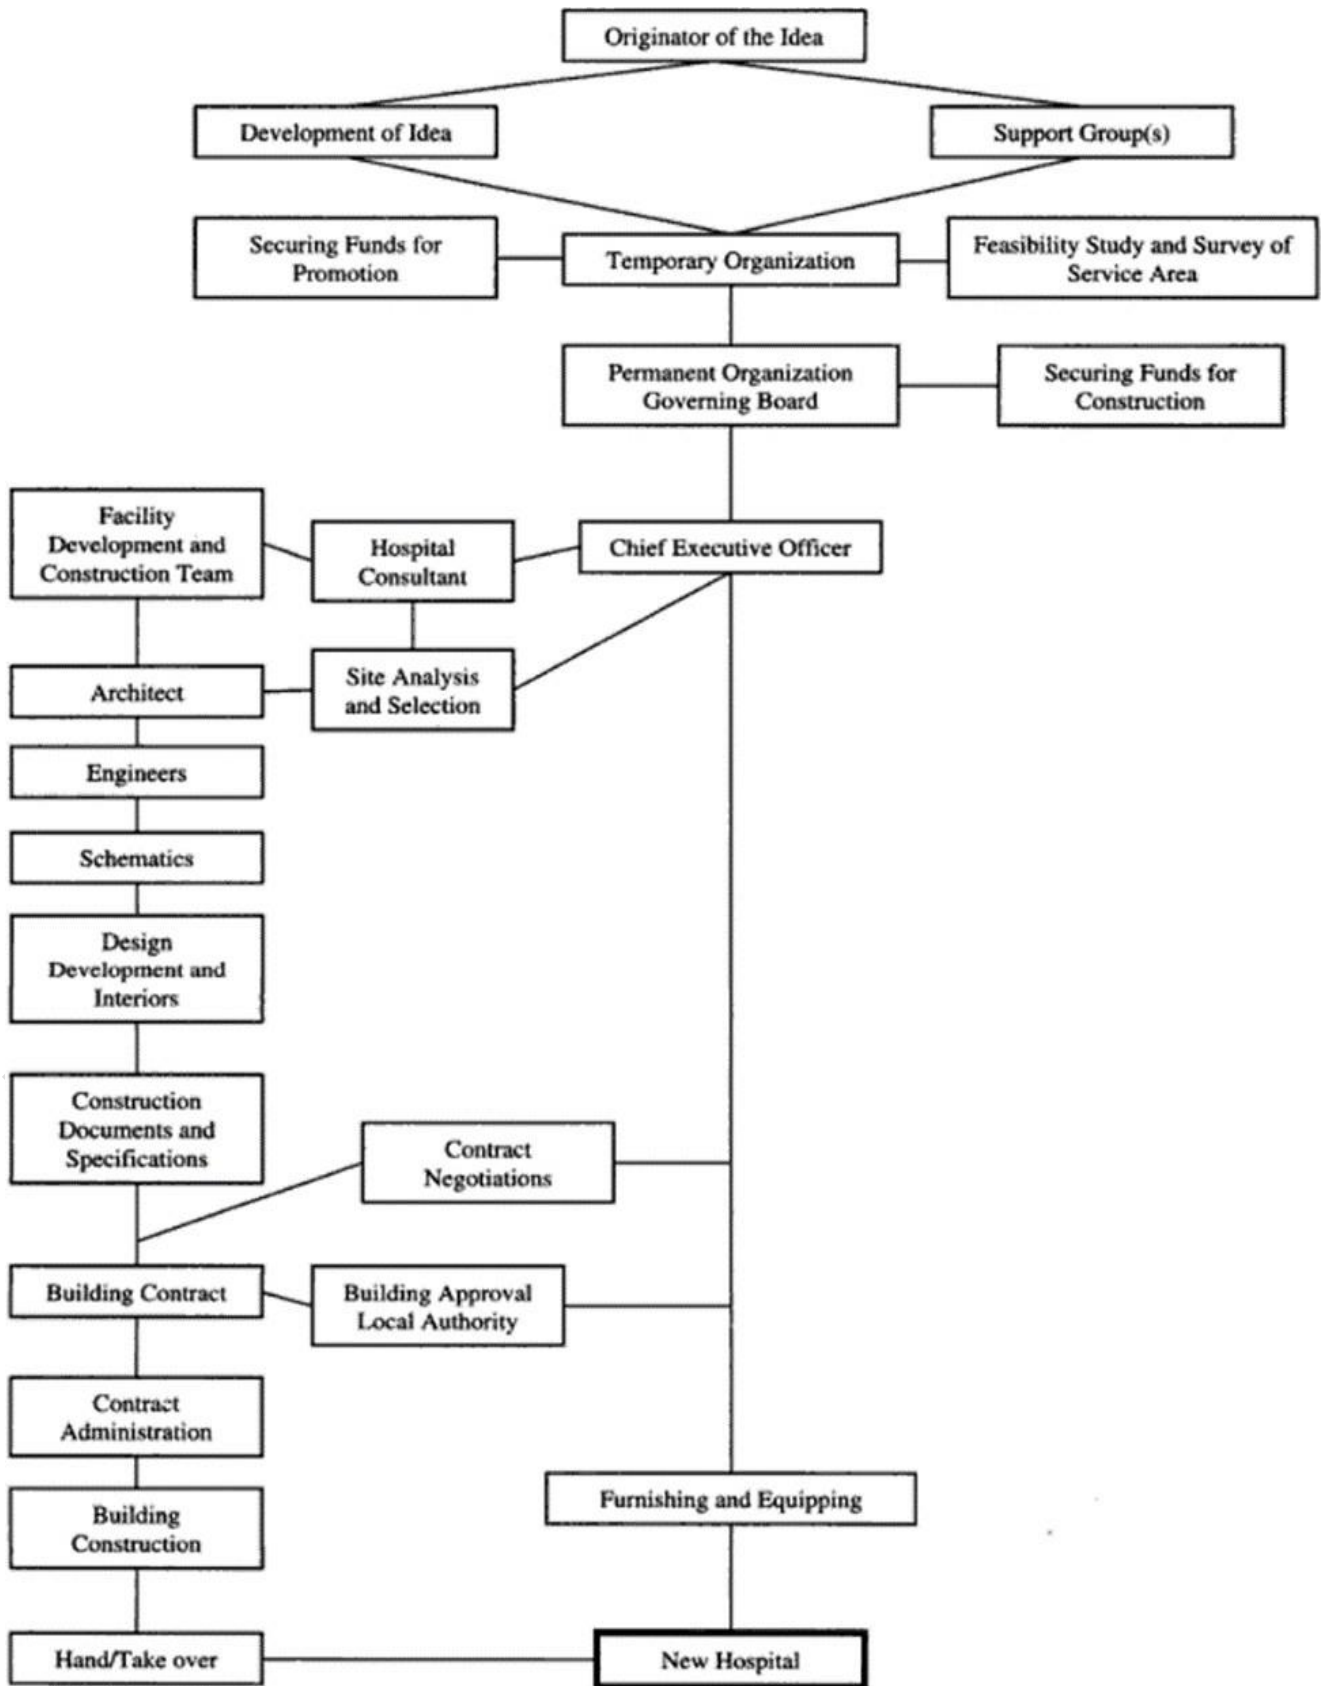 Originator of the Idea
Development of Idea
Support Group(s)
Securing Funds for
Promotion
Temporary Organization
Feasibility Study and Survey of
Service Area
Permanent Organization
Governing Board
Securing Funds for
Construction
Facility
Development and
Construction Team
Hospital
Consultant
Chief Executive Officer
Architect
Site Analysis
and Selection
Engineers
Schematics
Design
Development and
Interiors
Construction
Documents and
Specifications
Contract
Negotiations
Building Contract
Building Approval
Local Authority
Contract
Administration
Furnishing and Equipping
Building
Construction
Hand/Take over
New Hospital